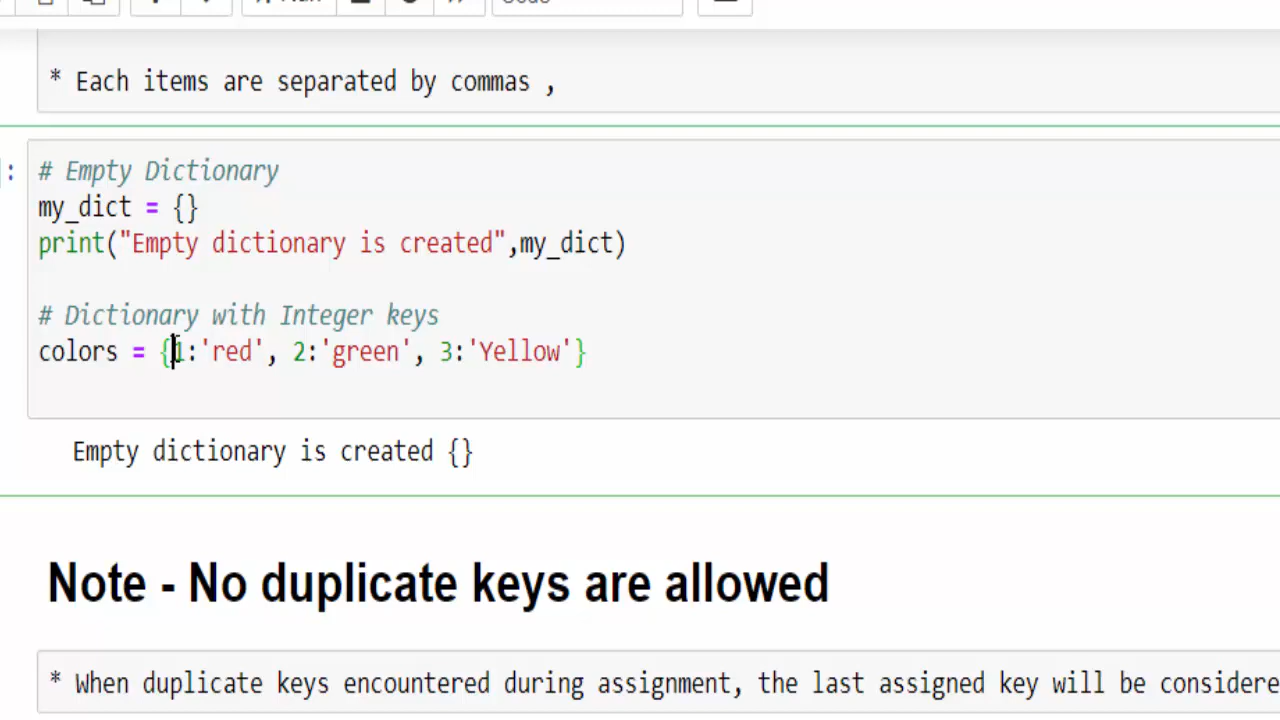 * Each items are separated by commas ,
]:
# Empty Dictionary
my_dict = {}
print("Empty dictionary is created",my_dict)
# Dictionary with Integer keys
colors = {1:'red', 2:'green', 3:'Yellow'}
Empty dictionary is created {}
Note - No duplicate keys are allowed
* When duplicate keys encountered during assignment, the last assigned key will be